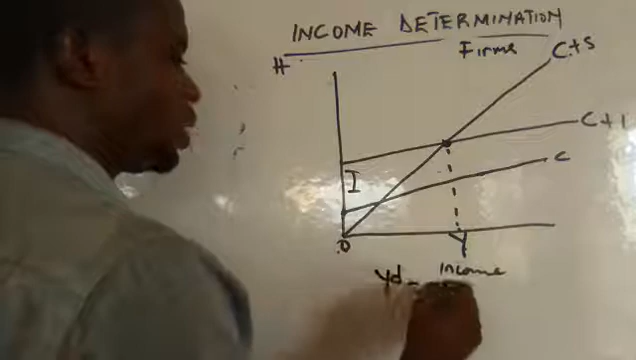 INCOME DETERMINATION
H Firms C+S
C+I
I C
0 Y
Income
Yd =